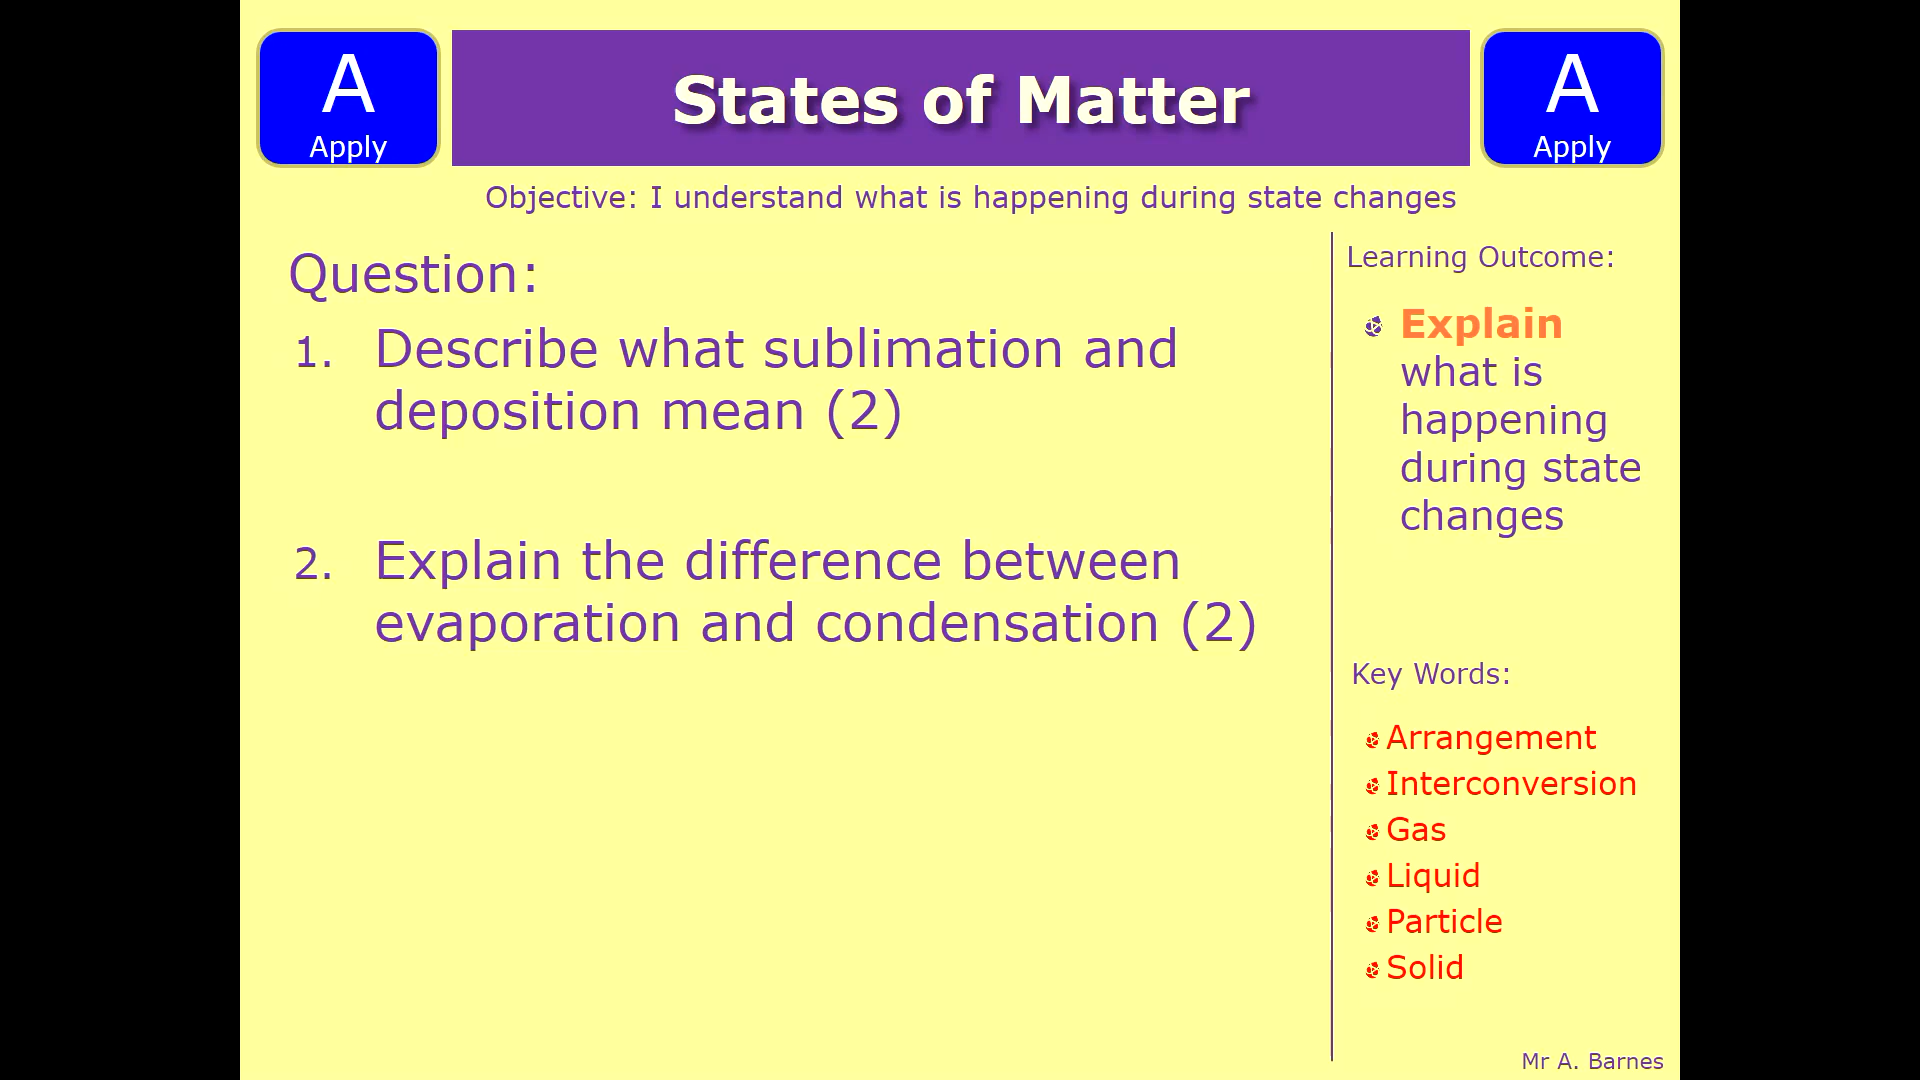 A
Apply
States of Matter
A
Apply
Objective: I understand what is happening during state changes
Question:
1. Describe what sublimation and
deposition mean (2)
2. Explain the difference between
evaporation and condensation (2)
Learning Outcome:
Explain
what is
happening
during state
changes
Key Words:
Arrangement
Interconversion
Gas
Liquid
Particle
Solid
Mr A. Barnes